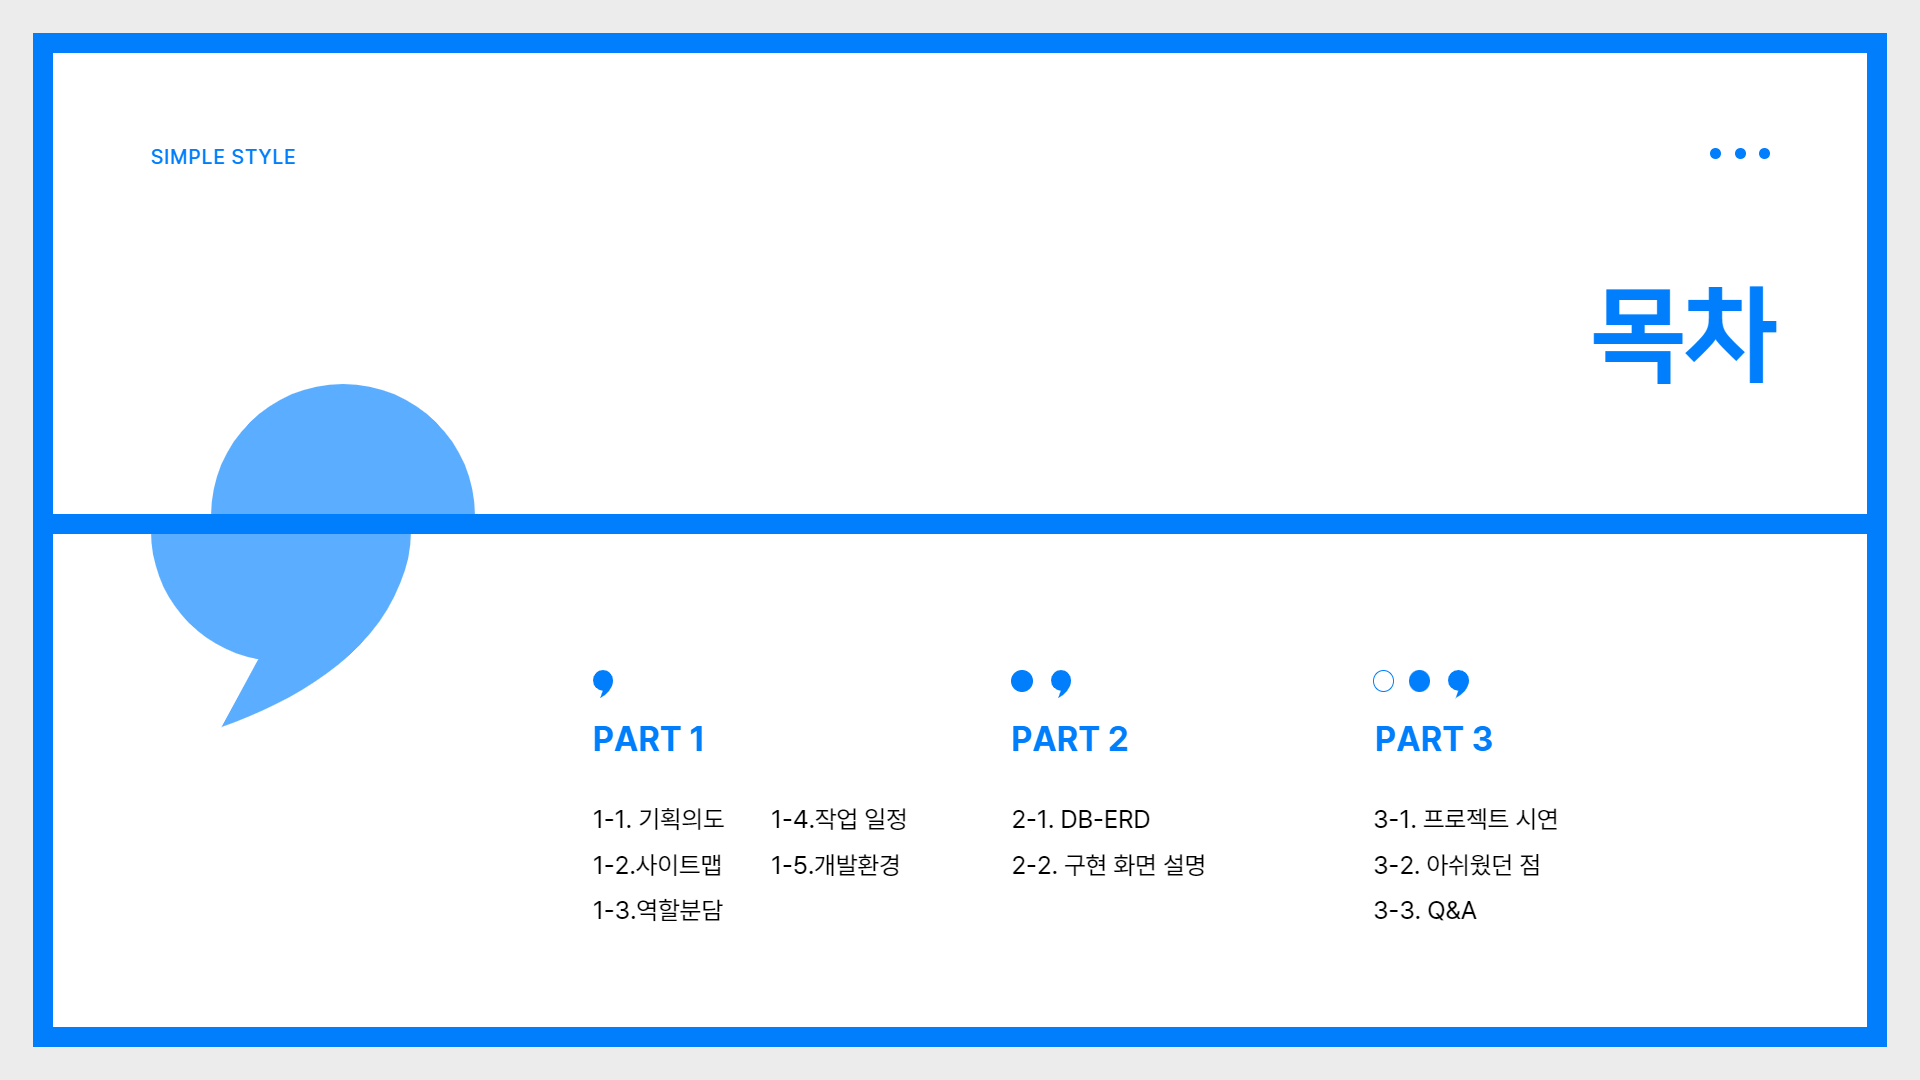 SIMPLE STYLE
목차
PART 1
1-1. 기획의도
1-2.사이트맵
1-3.역할분담
1-4.작업 일정
1-5.개발환경
PART 2
2-1. DB-ERD
2-2. 구현 화면 설명
PART 3
3-1. 프로젝트 시연
3-2. 아쉬웠던 점
3-3. Q&A